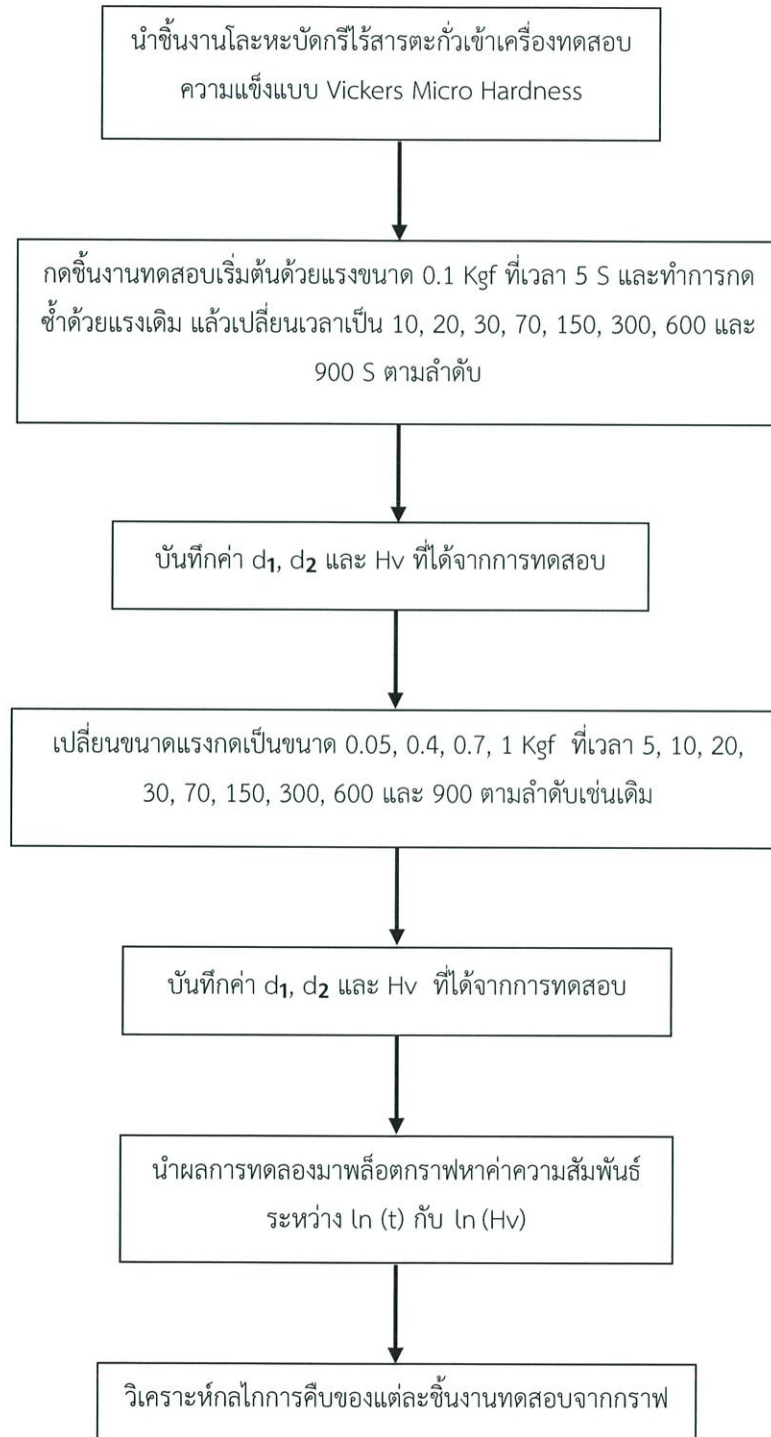 นำชิ้นงานโลหะบัดกรีไร้สารตะกั่วเข้าเครื่องทดสอบ
ความแข็งแบบ Vickers Micro Hardness
กดชิ้นงานทดสอบเริ่มต้นด้วยแรงขนาด 0.1 Kgf ที่เวลา 5 S และทำการกด
ซ้ำด้วยแรงเดิม แล้วเปลี่ยนเวลาเป็น 10, 20, 30, 70, 150, 300, 600 และ
900 S ตามลำดับ
บันทึกค่า d1, d2 และ Hv ที่ได้จากการทดสอบ
เปลี่ยนขนาดแรงกดเป็นขนาด 0.05, 0.4, 0.7, 1 Kgf ที่เวลา 5, 10, 20,
30, 70, 150, 300, 600 และ 900 ตามลำดับเช่นเดิม
บันทึกค่า d1, d2 และ Hv ที่ได้จากการทดสอบ
นำผลการทดลองมาพล็อตกราฟหาค่าความสัมพันธ์
ระหว่าง ln (t) กับ ln (Hv)
วิเคราะห์กลไกการคืบของแต่ละชิ้นงานทดสอบจากกราฟ